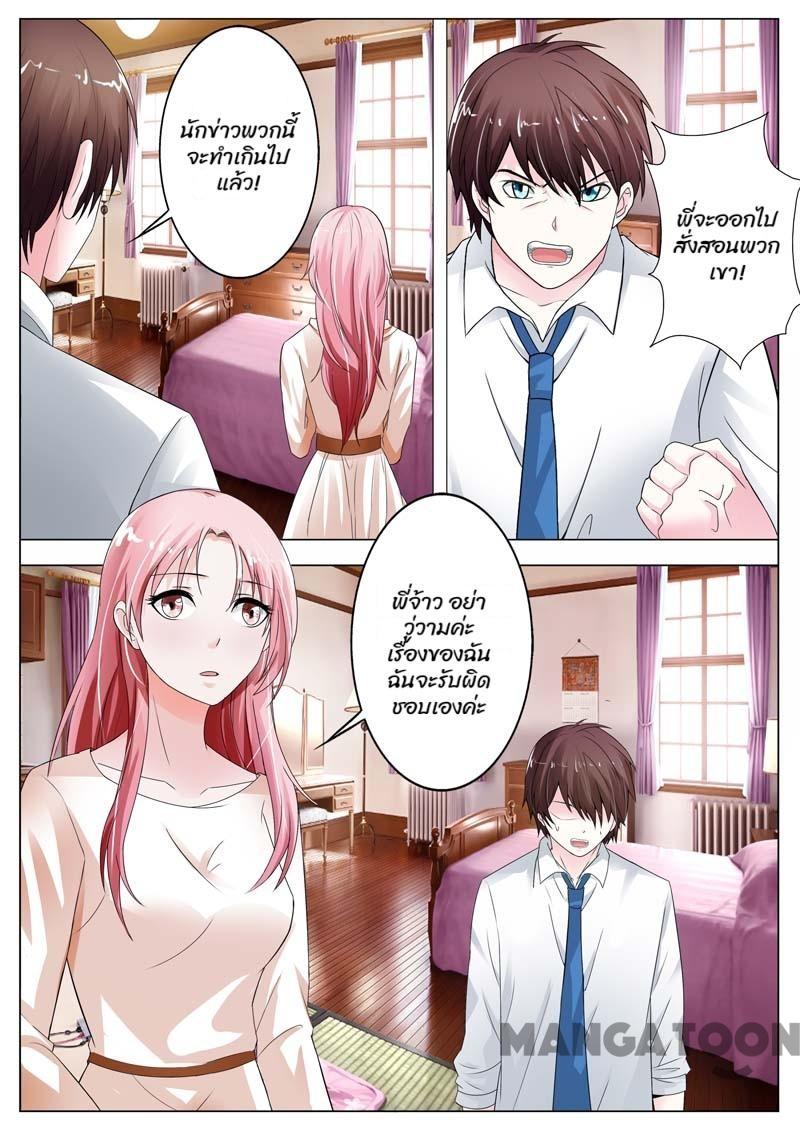 นักข่าวพวกนี้
จะทำเกินไป
แล้ว!
พี่จะออกไป
สั่งสอนพวก
เขา!
พี่จ้าว อย่า
วู่วามค่ะ
เรื่องของฉัน
ฉันจะรับผิด
ชอบเองค่ะ
MANGATOON